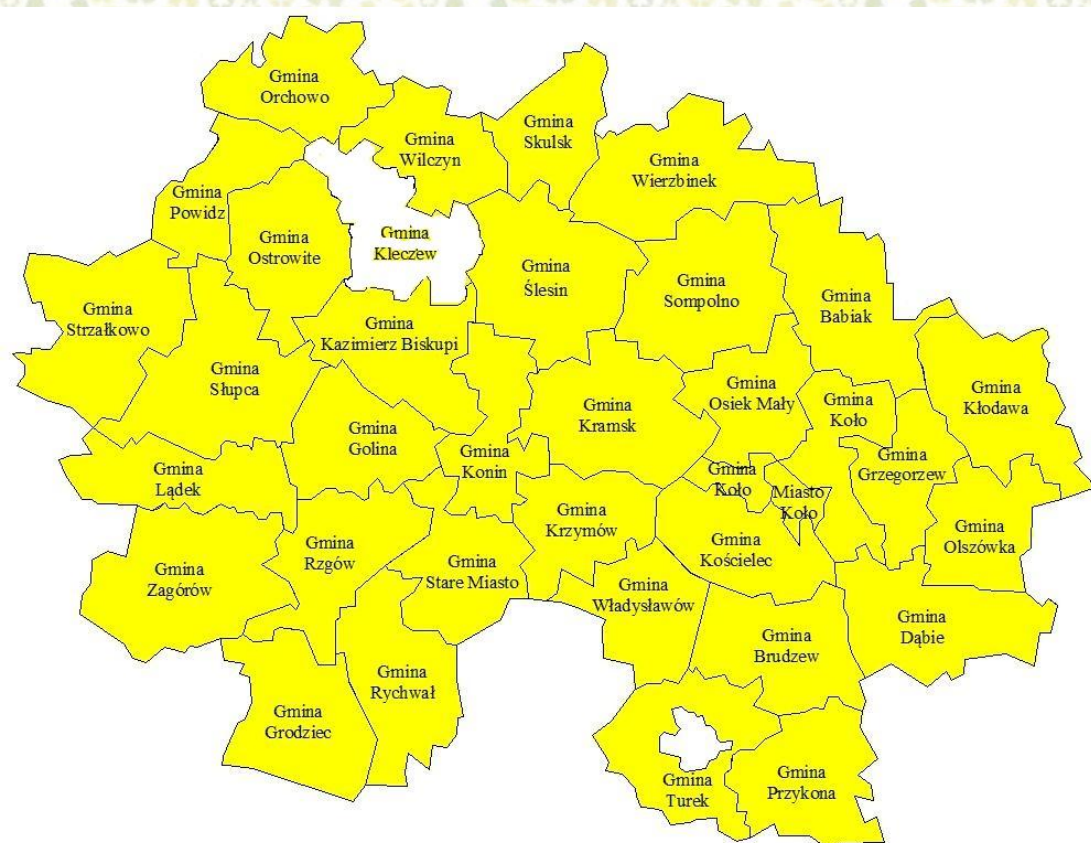 Gmina
Orchowo
Gmina
Skulsk
Gmina
Wilczyn
Gmina
Wierzbinek
Gmina
Powidz
Gmina
Ostrowite
Gmina
Kleczew
Gmina
Ślesin
Gmina
Sompolno
Gmina
Babiak
Gmina
Strzałkowo
Gmina
Kazimierz Biskupi
Gmina
Słupca
Gmina
Kłodawa
Gmina
Osiek Mały
Gmina
Koło
Gmina
Kramsk
Gmina
Golina
Gmina
Konin
Gmina
Grzegorzew
Gmina
Lądek
Gmina
Koło
Miasto
Koło
Gmina
Krzymów
Gmina
Olszówka
Gmina
Kościelec
Gmina
Rzgów
Gmina
Stare Miasto
Gmina
Zagórów
Gmina
Władysławów
Gmina
Dąbie
Gmina
Brudzew
Gmina
Rychwał
Gmina
Grodziec
Gmina
Turek
Gmina
Przykona